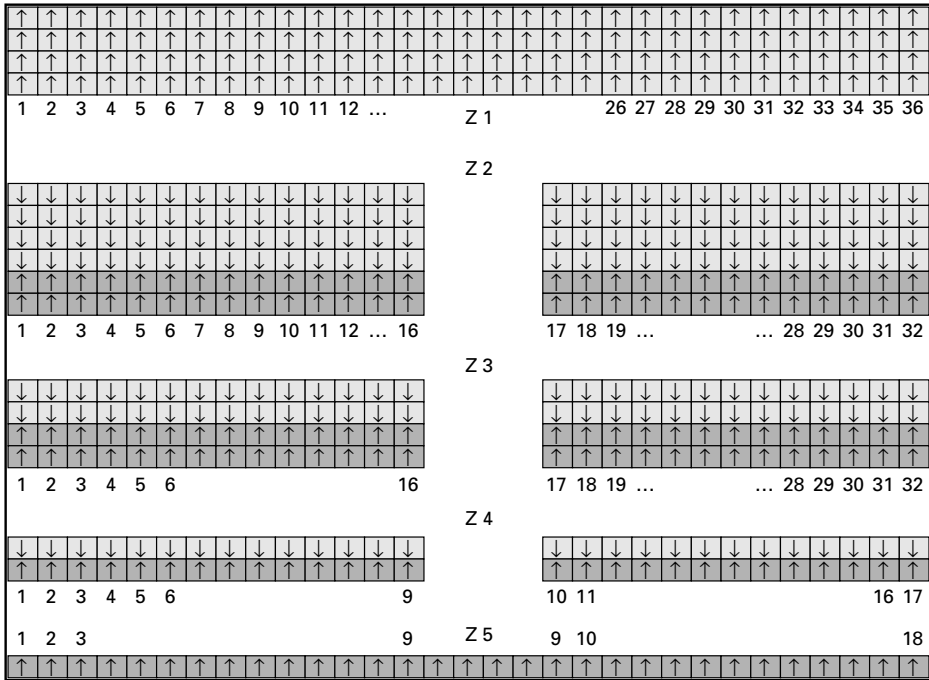 1 2 3 4 5 6 7 8 9 10 11 12 ... 26 27 28 29 30 31 32 33 34 35 36
Z 1
Z 2
1 2 3 4 5 6 7 8 9 10 11 12 ... 16 17 18 19 ... ... 28 29 30 31 32
Z 3
1 2 3 4 5 6 16 17 18 19 ... ... 28 29 30 31 32
Z 4
1 2 3 4 5 6 9 10 11 16 17
1 2 3 9 Z 5 9 10 18